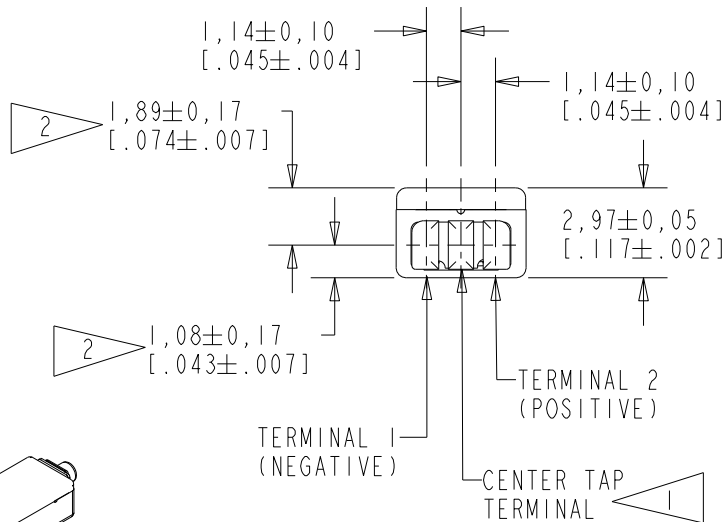 1,14±0,10
[.045±.004]
1,14±0,10
[.045±.004]
2
1,89±0,17
[.074±.007]
2,97±0,05
[.117±.002]
2
1,08±0,17
[.043±.007]
TERMINAL 2
(POSITIVE)
TERMINAL 1
(NEGATIVE)
CENTER TAP
TERMINAL
1